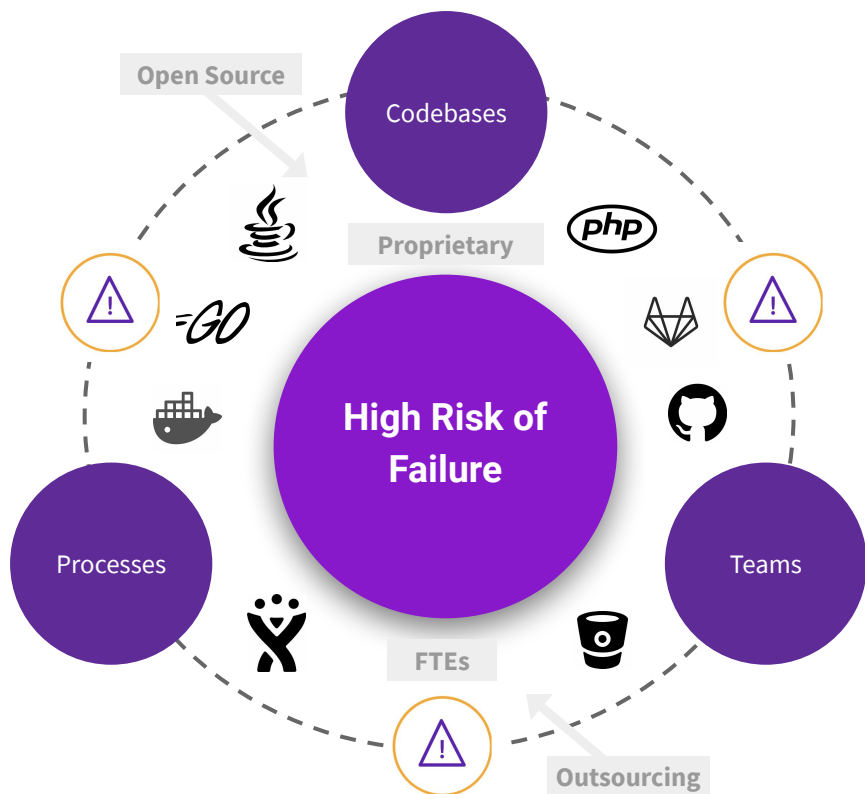 Open Source
Codebases
Proprietary
php
GO
!
!
High Risk of
Failure
Processes
Teams
FTEs
!
Outsourcing